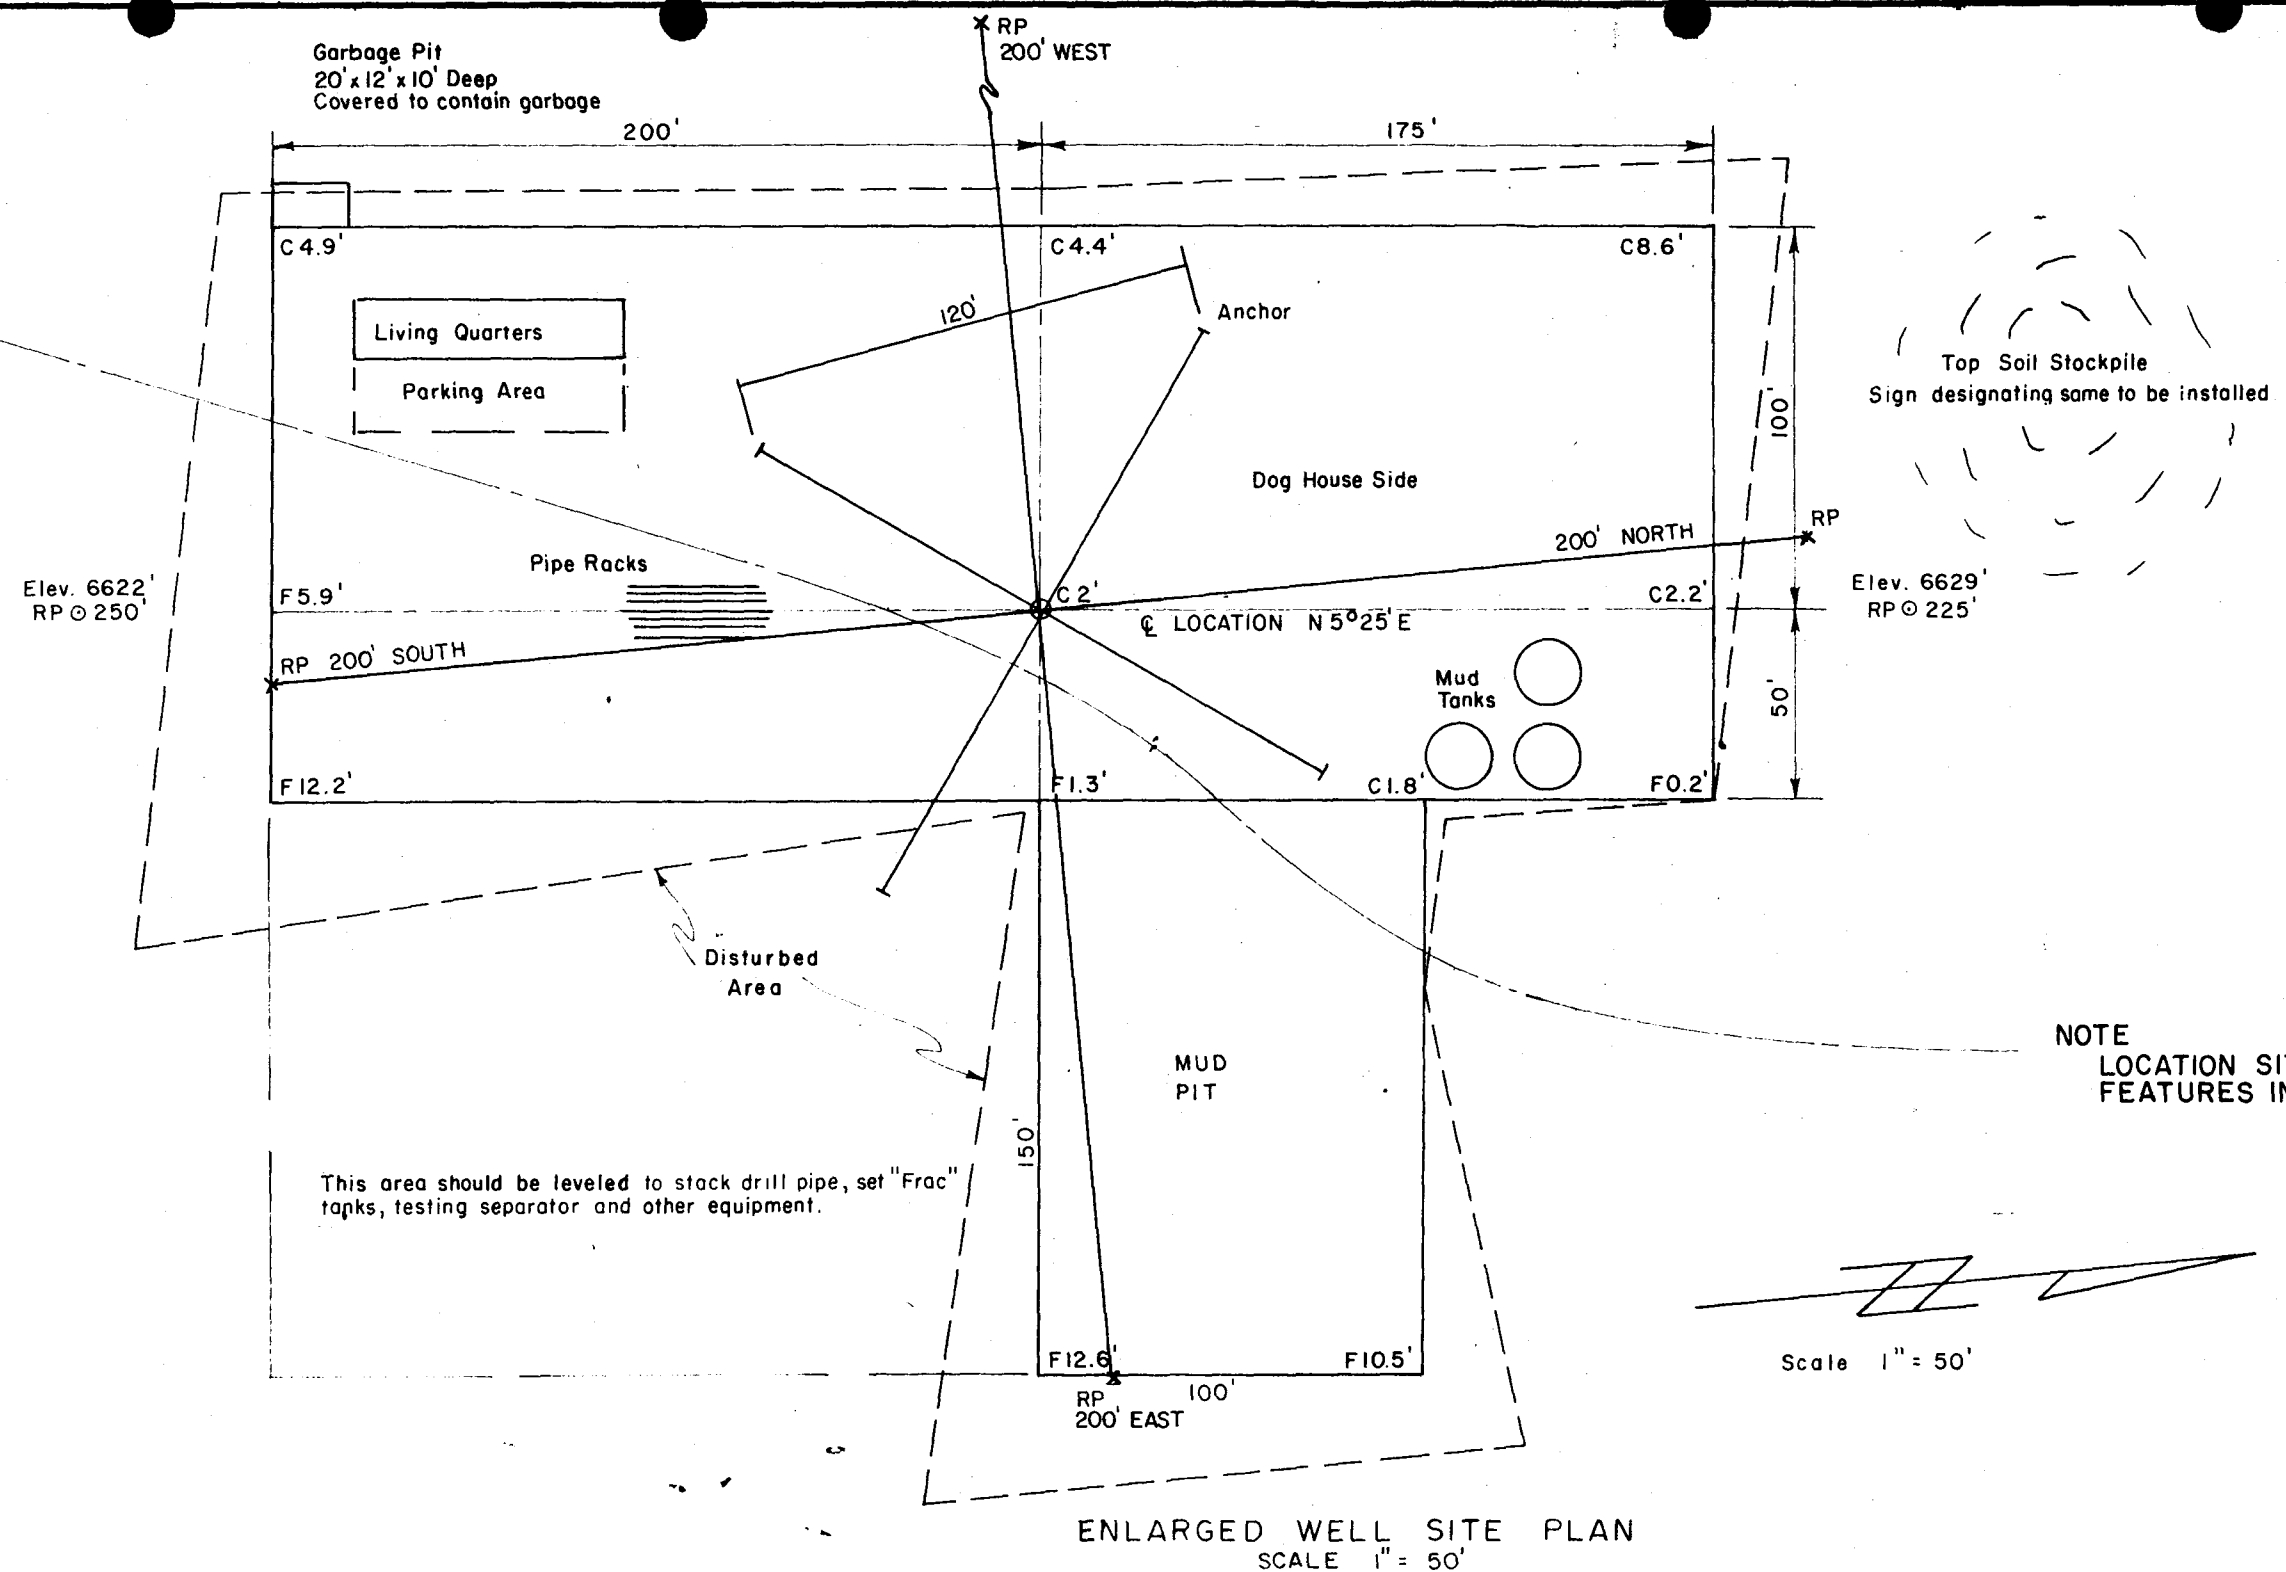 RP
200' WEST
Garbage Pit
20' x 12' x 10' Deep
Covered to contain garbage
200'
175'
C4.9'
C4.4'
C8.6'
Living Quarters
Parking Area
120'
Anchor
100'
Top Soil Stockpile
Sign designating same to be installed
Dog House Side
200' NORTH
RP
Pipe Racks
Elev. 6622'
RP ⊙ 250'
F5.9'
C2'
C2.2'
Elev. 6629'
RP ⊙ 225'
℄ LOCATION N 5°25' E
RP 200' SOUTH
Mud
Tanks
50'
F12.2'
F1.3'
C1.8'
F0.2'
Disturbed
Area
MUD
PIT
NOTE
LOCATION SI
FEATURES IN
150'
This area should be leveled to stack drill pipe, set "Frac"
tanks, testing separator and other equipment.
F12.6'
F10.5'
Scale 1" = 50'
RP
200' EAST
100'
ENLARGED WELL SITE PLAN
SCALE 1" = 50'